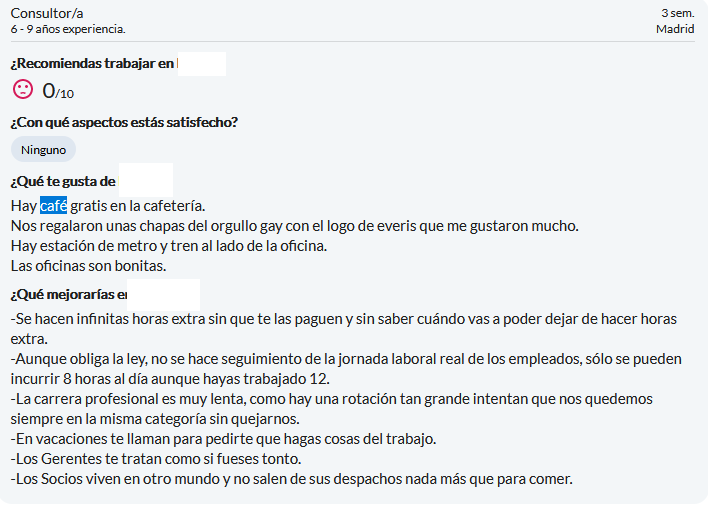 Consultor/a
3 sem.
6 - 9 años experiencia.
Madrid
¿Recomiendas trabajar en
0/10
¿Con qué aspectos estás satisfecho?
Ninguno
¿Qué te gusta de
Hay café gratis en la cafetería.
Nos regalaron unas chapas del orgullo gay con el logo de everis que me gustaron mucho.
Hay estación de metro y tren al lado de la oficina.
Las oficinas son bonitas.
¿Qué mejorarías en
-Se hacen infinitas horas extra sin que te las paguen y sin saber cuándo vas a poder dejar de hacer horas
extra.
-Aunque obliga la ley, no se hace seguimiento de la jornada laboral real de los empleados, sólo se pueden
incurrir 8 horas al día aunque hayas trabajado 12.
-La carrera profesional es muy lenta, como hay una rotación tan grande intentan que nos quedemos
siempre en la misma categoría sin quejarnos.
-En vacaciones te llaman para pedirte que hagas cosas del trabajo.
-Los Gerentes te tratan como si fueses tonto.
-Los Socios viven en otro mundo y no salen de sus despachos nada más que para comer.